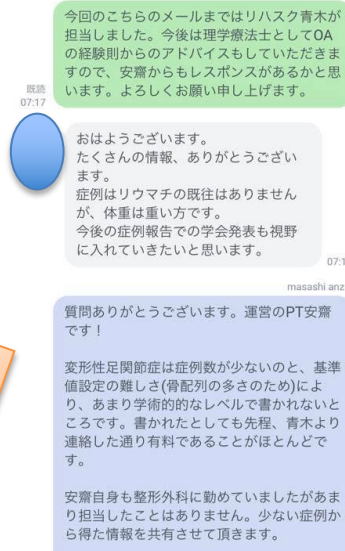 今回のこちらのメールまではリハスク青木が
担当しました。今後は理学療法士としてOA
の経験則からのアドバイスもしていただきま
すので、安齋からもレスポンスがあるかと思
います。よろしくお願い申し上げます。
既読
07:17
おはようございます。
たくさんの情報、ありがとうござい
ます。
症例はリウマチの既往はありません
が、体重は重い方です。
今後の症例報告での学会発表も視野
に入れていきたいと思います。
masashi anz
質問ありがとうございます。運営のPT安齋
です！
変形性足関節症は症例数が少ないのと、基準
値設定の難しさ(骨配列の多さのため)によ
り、あまり学術的的なレベルで書かれないと
ころです。書かれたとしても先程、青木より
連絡した通り有料であることがほとんどで
す。
安齋自身も整形外科に勤めていましたがあま
り担当したことはありません。少ない症例か
ら得た情報を共有させて頂きます。